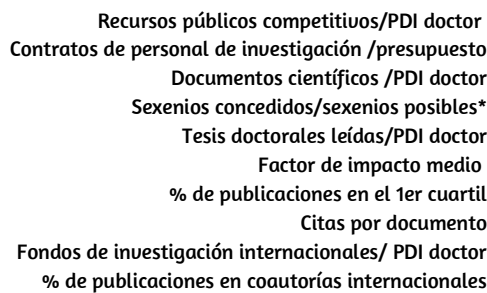 Recursos públicos competitivos/PDI doctor
Contratos de personal de investigación /presupuesto
Documentos científicos /PDI doctor
Sexenios concedidos/sexenios posibles*
Tesis doctorales leídas/PDI doctor
Factor de impacto medio
% de publicaciones en el 1er cuartil
Citas por documento
Fondos de investigación internacionales/ PDI doctor
% de publicaciones en coautorías internacionales